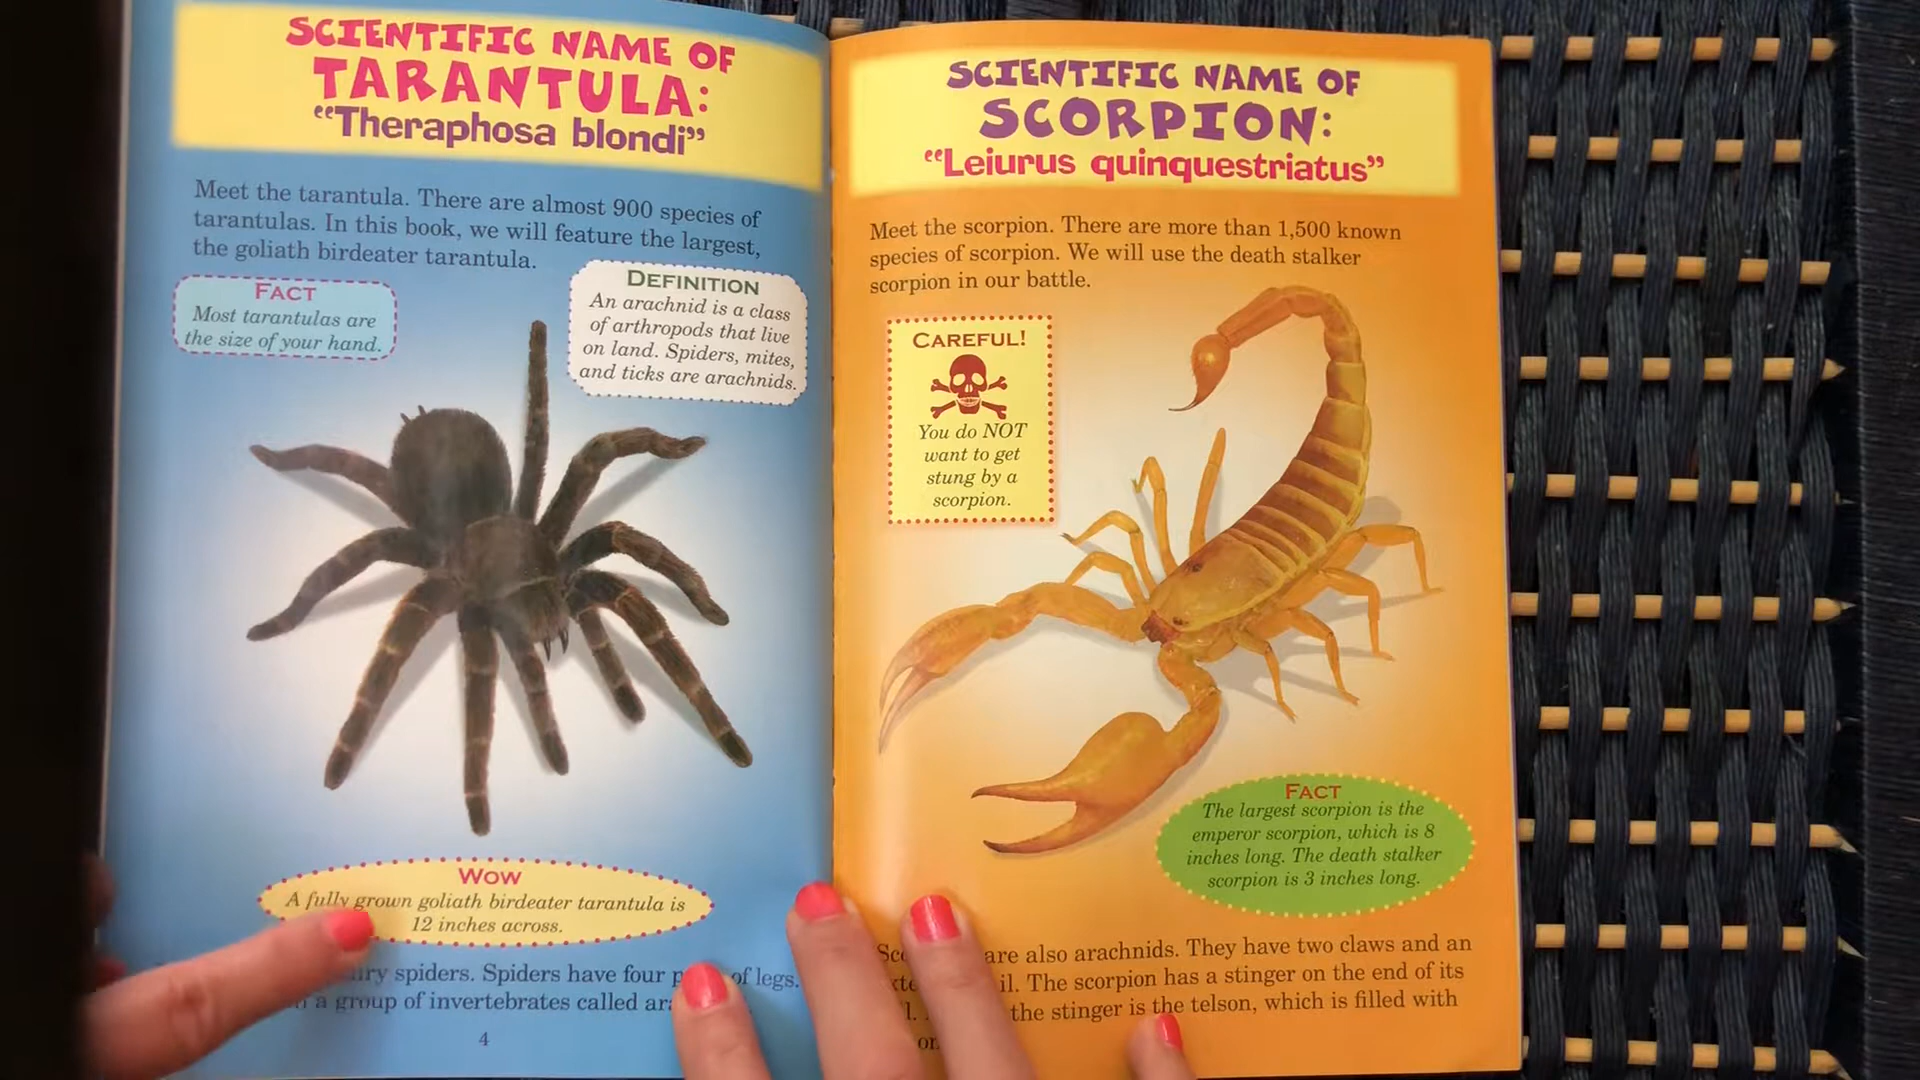 SCIENTIFIC NAME OF
TARANTULA:
“Theraphosa blondi”
Meet the tarantula. There are almost 900 species of
tarantulas. In this book, we will feature the largest,
the goliath birdeater tarantula.
FACT
Most tarantulas are
the size of your hand.
DEFINITION
An arachnid is a class
of arthropods that live
on land. Spiders, mites,
and ticks are arachnids.
WOW
A fully grown goliath birdeater tarantula is
12 inches across.
spiders. Spiders have four of legs.
a group of invertebrates called
4
SCIENTIFIC NAME OF
SCORPION:
“Leiurus quinquestriatus”
Meet the scorpion. There are more than 1,500 known
species of scorpion. We will use the death stalker
scorpion in our battle.
CAREFUL!
You do NOT
want to get
stung by a
scorpion.
FACT
The largest scorpion is the
emperor scorpion, which is 8
inches long. The death stalker
scorpion is 3 inches long.
are also arachnids. They have two claws and an
The scorpion has a stinger on the end of its
the stinger is the telson, which is filled with